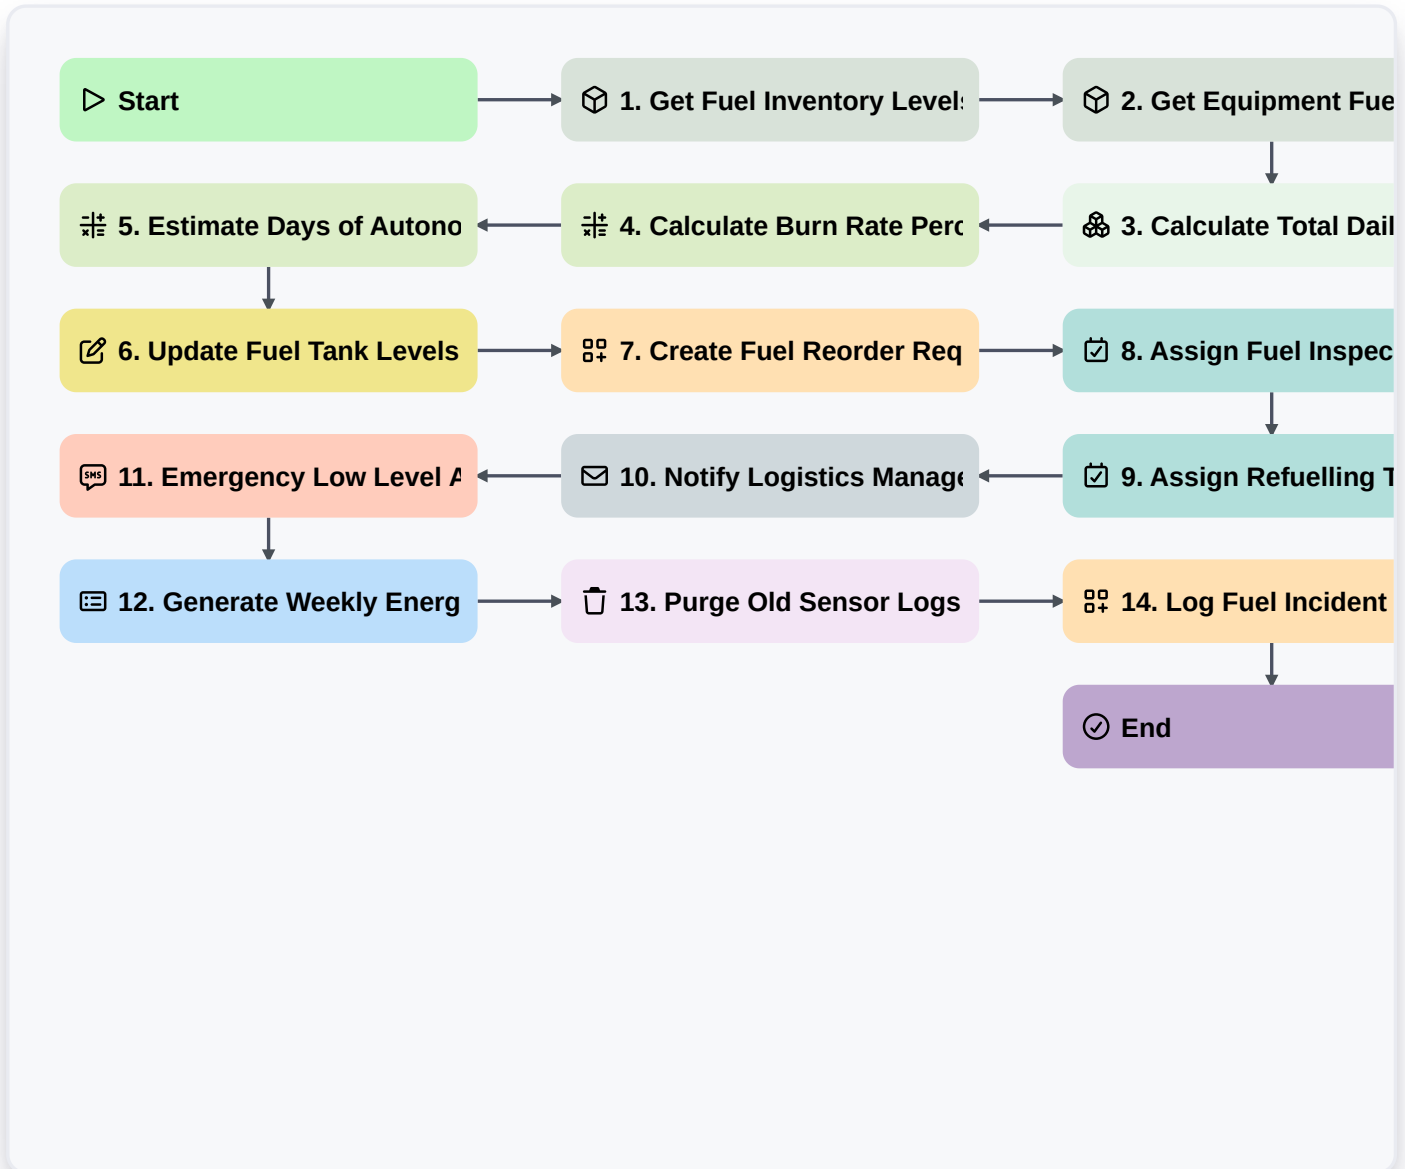 Start
1. Get Fuel Inventory Levels
2. Get Equipment Fue
5. Estimate Days of Autono
4. Calculate Burn Rate Perc
3. Calculate Total Dail
6. Update Fuel Tank Levels
7. Create Fuel Reorder Req
8. Assign Fuel Inspec
11. Emergency Low Level A
10. Notify Logistics Manage
9. Assign Refuelling T
12. Generate Weekly Energ
13. Purge Old Sensor Logs
14. Log Fuel Incident
End